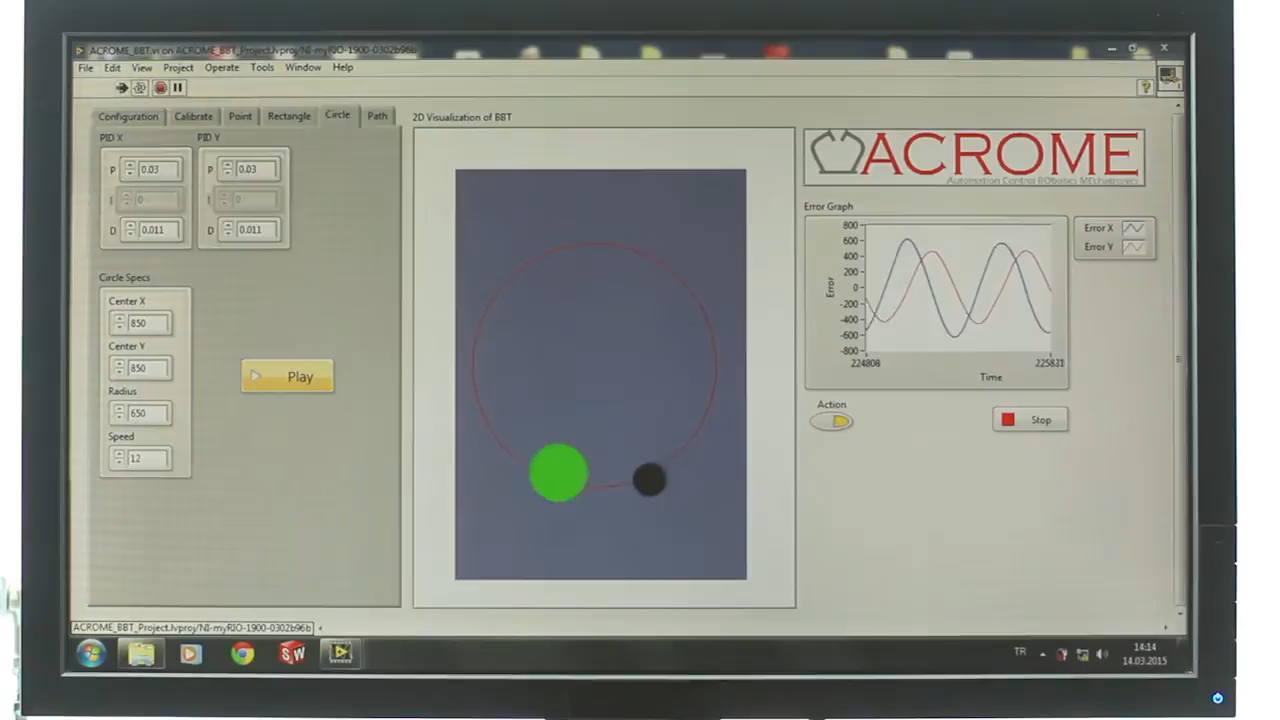 ACROME_BBT.vi on ACROME_BBT_Project.lvproj/NI-myRIO-1900-0302b96b
File Edit View Project Operate Tools Window Help
Configuration Calibrate Point Rectangle Circle Path
PID X PID Y
P 0.03 P 0.03
I 0 I 0
D 0.011 D 0.011
Circle Specs
Center X
850
Center Y
850
Radius
650
Speed
12
Play
2D Visualization of BBT
ACROME
Automation Control RObotics MEchatronics
Error Graph
Error X
Error Y
800
600
400
200
0
-200
-400
-600
-800
Error
224808 225831
Time
Action
Stop
ACROME_BBT_Project.lvproj/NI-myRIO-1900-0302b96b
SW
TR
14:14
14.03.2015